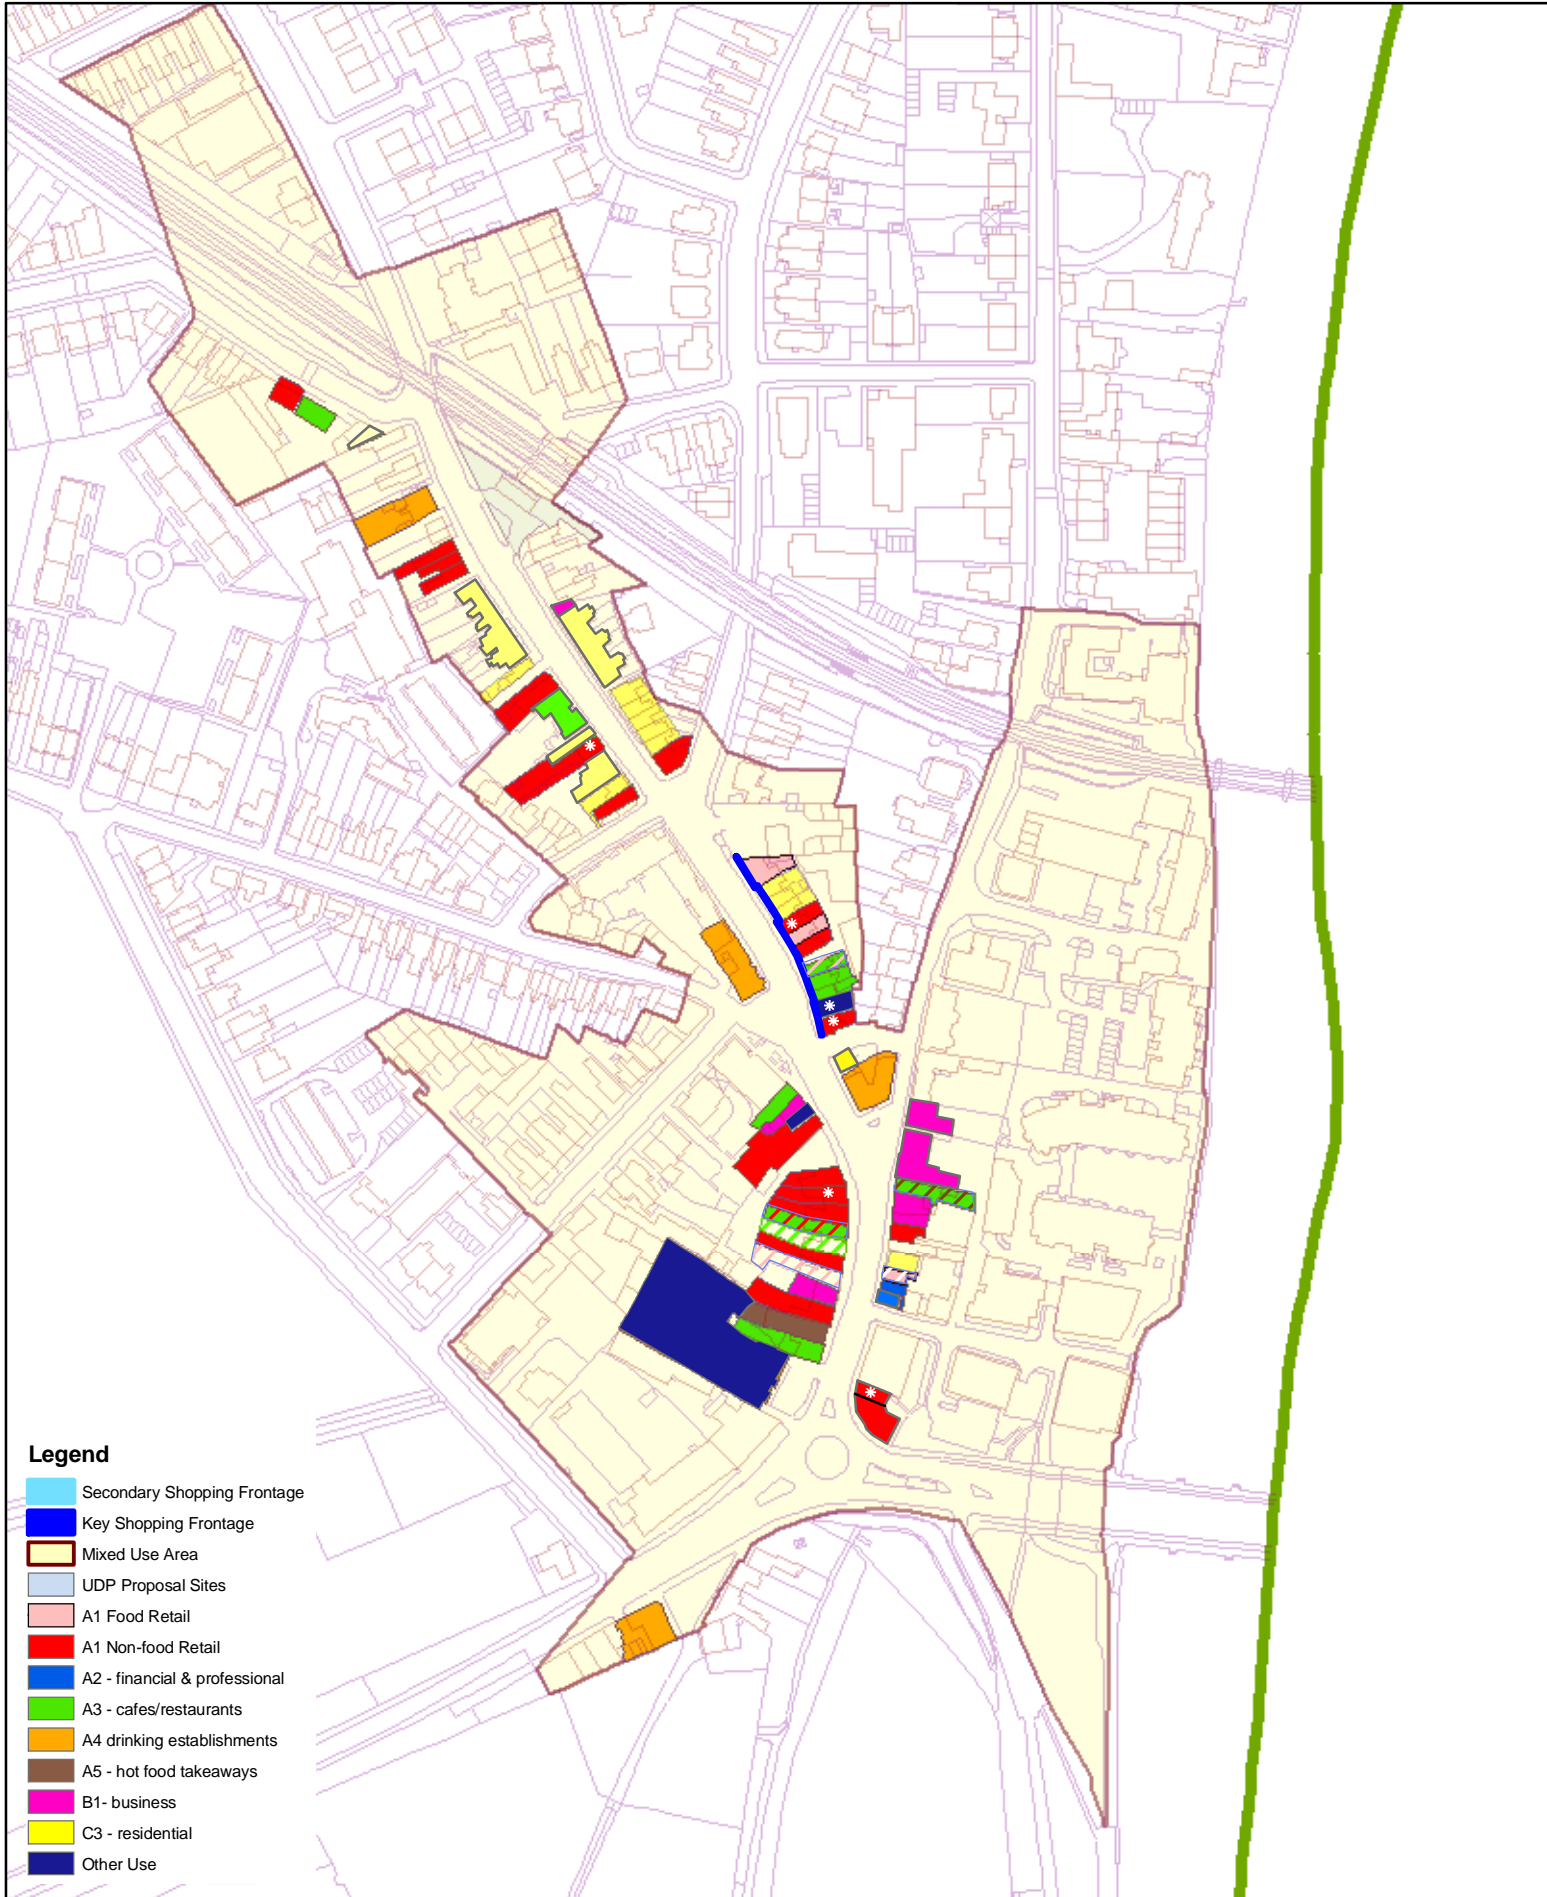 Legend
Secondary Shopping Frontage
Key Shopping Frontage
Mixed Use Area
UDP Proposal Sites
A1 Food Retail
A1 Non-food Retail
A2 - financial & professional
A3 - cafes/restaurants
A4 drinking establishments
A5 - hot food takeaways
B1- business
C3 - residential
Other Use